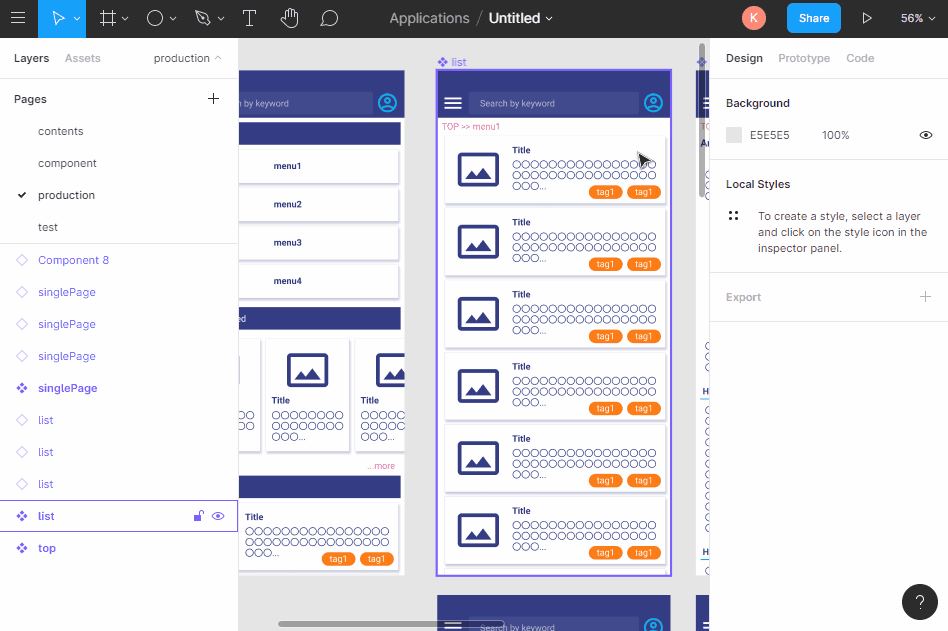 Applications / Untitled
K
Share
56%
Layers
Assets
production
Pages
contents
component
production
test
Component 8
singlePage
singlePage
singlePage
singlePage
list
list
list
list
top
by keyword
menu1
menu2
menu3
menu4
ed
Title
Title
...more
Title
tag1 tag1
list
Search by keyword
TOP >> menu1
Title
tag1 tag1
Title
tag1 tag1
Title
tag1 tag1
Title
tag1 tag1
Title
tag1 tag1
Title
tag1 tag1
Search by keyword
Design
Prototype
Code
Background
E5E5E5 100%
Local Styles
To create a style, select a layer
and click on the style icon in the
inspector panel.
Export
?